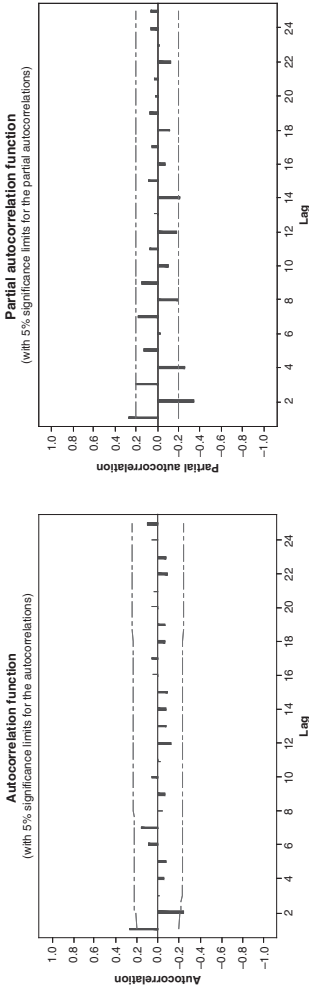 Autocorrelation function
(with 5% significance limits for the autocorrelations)
1.0
0.8
0.6
0.4
0.2
0.0
−0.2
−0.4
−0.6
−0.8
−1.0
Autocorrelation
2 4 6 8 10 12 14 16 18 20 22 24
Lag
Partial autocorrelation function
(with 5% significance limits for the partial autocorrelations)
1.0
0.8
0.6
0.4
0.2
0.0
−0.2
−0.4
−0.6
−0.8
−1.0
Partial autocorrelation
2 4 6 8 10 12 14 16 18 20 22 24
Lag